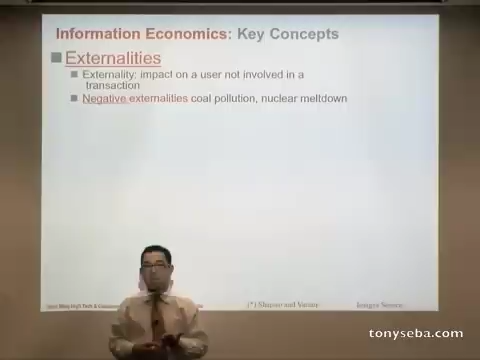 Information Economics: Key Concepts
Externalities
Externality: impact on a user not involved in a
transaction
Negative externalities coal pollution, nuclear meltdown
(*) Shapiro and Varian
tonyseba.com